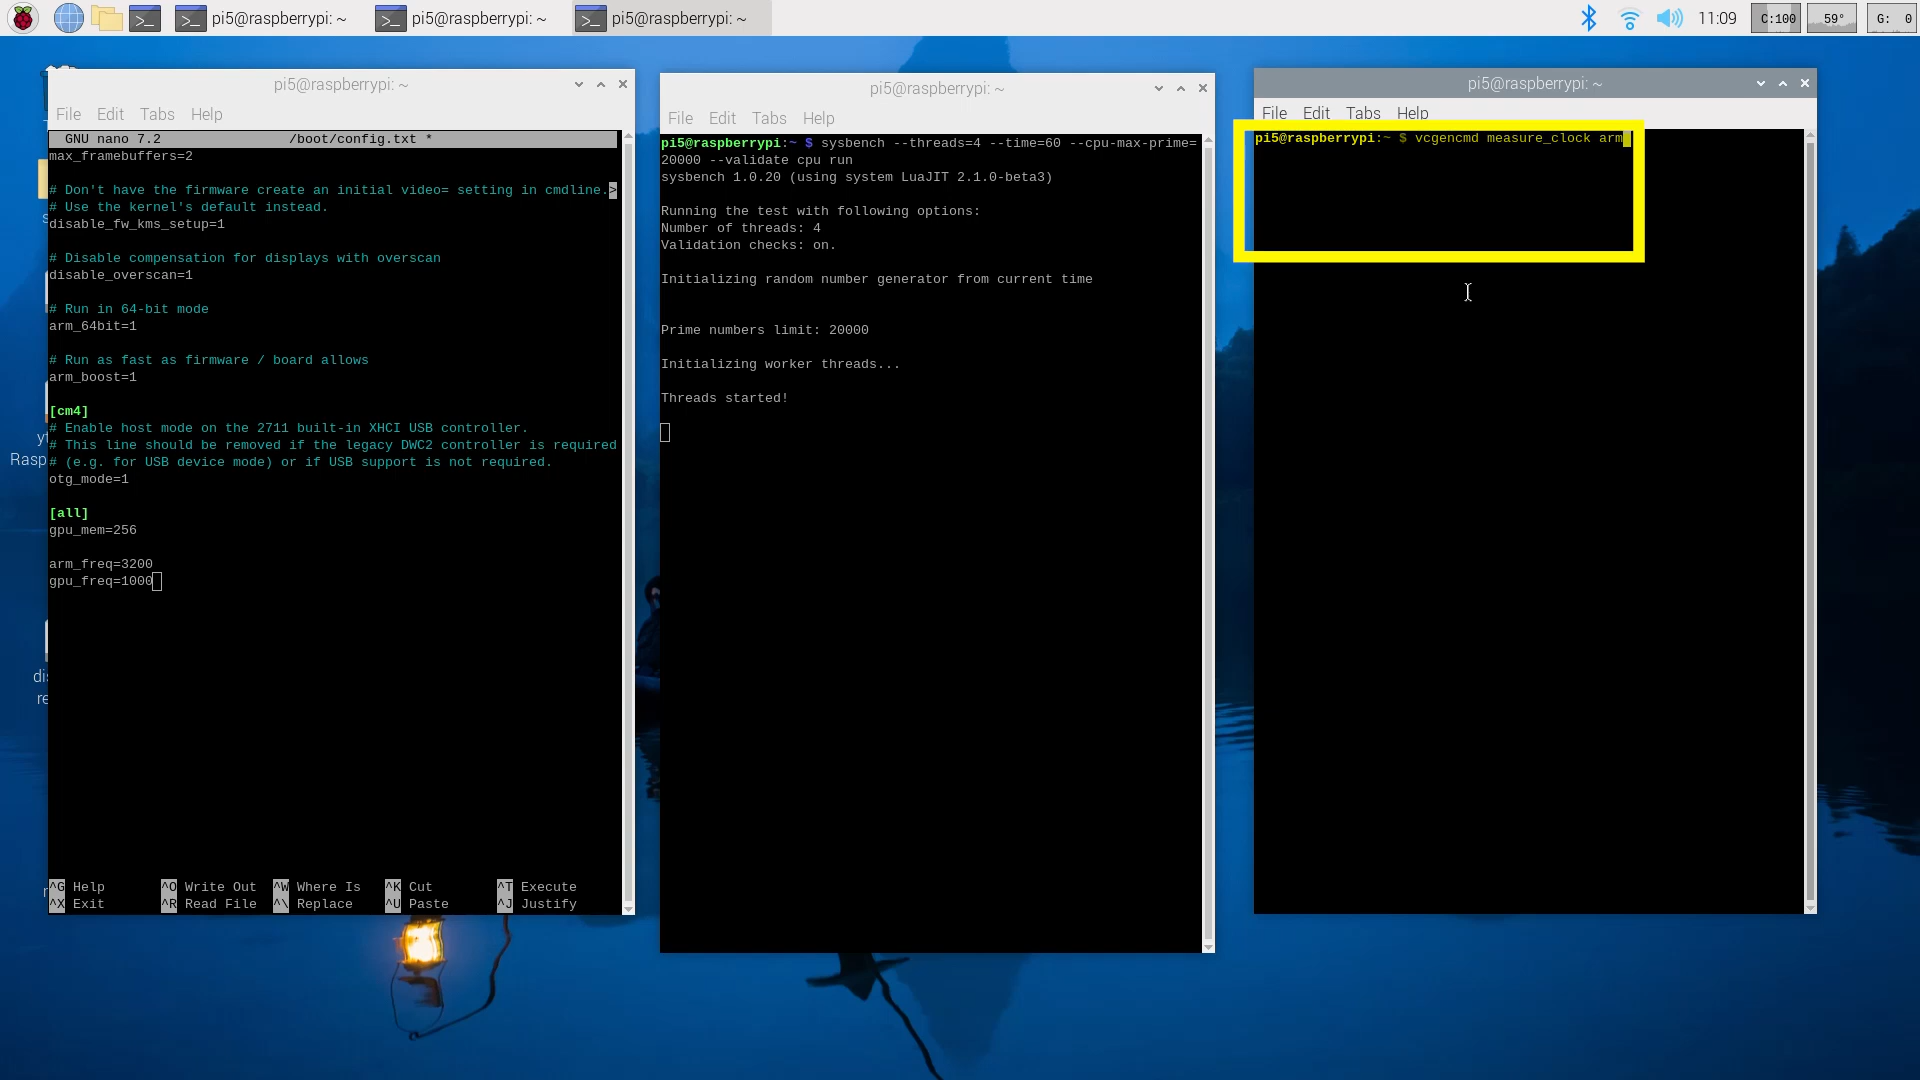 pi5@raspberrypi: ~
pi5@raspberrypi: ~
pi5@raspberrypi: ~
11:09
C:100
59°
G: 0
pi5@raspberrypi: ~
File Edit Tabs Help
GNU nano 7.2 /boot/config.txt *
max_framebuffers=2
# Don't have the firmware create an initial video= setting in cmdline.>
# Use the kernel's default instead.
disable_fw_kms_setup=1
# Disable compensation for displays with overscan
disable_overscan=1
# Run in 64-bit mode
arm_64bit=1
# Run as fast as firmware / board allows
arm_boost=1
[cm4]
# Enable host mode on the 2711 built-in XHCI USB controller.
# This line should be removed if the legacy DWC2 controller is required
# (e.g. for USB device mode) or if USB support is not required.
otg_mode=1
[all]
gpu_mem=256
arm_freq=3200
gpu_freq=1000
^G Help ^O Write Out ^W Where Is ^K Cut ^T Execute
^X Exit ^R Read File ^\ Replace ^U Paste ^J Justify
pi5@raspberrypi: ~
File Edit Tabs Help
pi5@raspberrypi:~ $ sysbench --threads=4 --time=60 --cpu-max-prime=
20000 --validate cpu run
sysbench 1.0.20 (using system LuaJIT 2.1.0-beta3)
Running the test with following options:
Number of threads: 4
Validation checks: on.
Initializing random number generator from current time
Prime numbers limit: 20000
Initializing worker threads...
Threads started!
pi5@raspberrypi: ~
File Edit Tabs Help
pi5@raspberrypi:~ $ vcgencmd measure_clock arm
Rasp